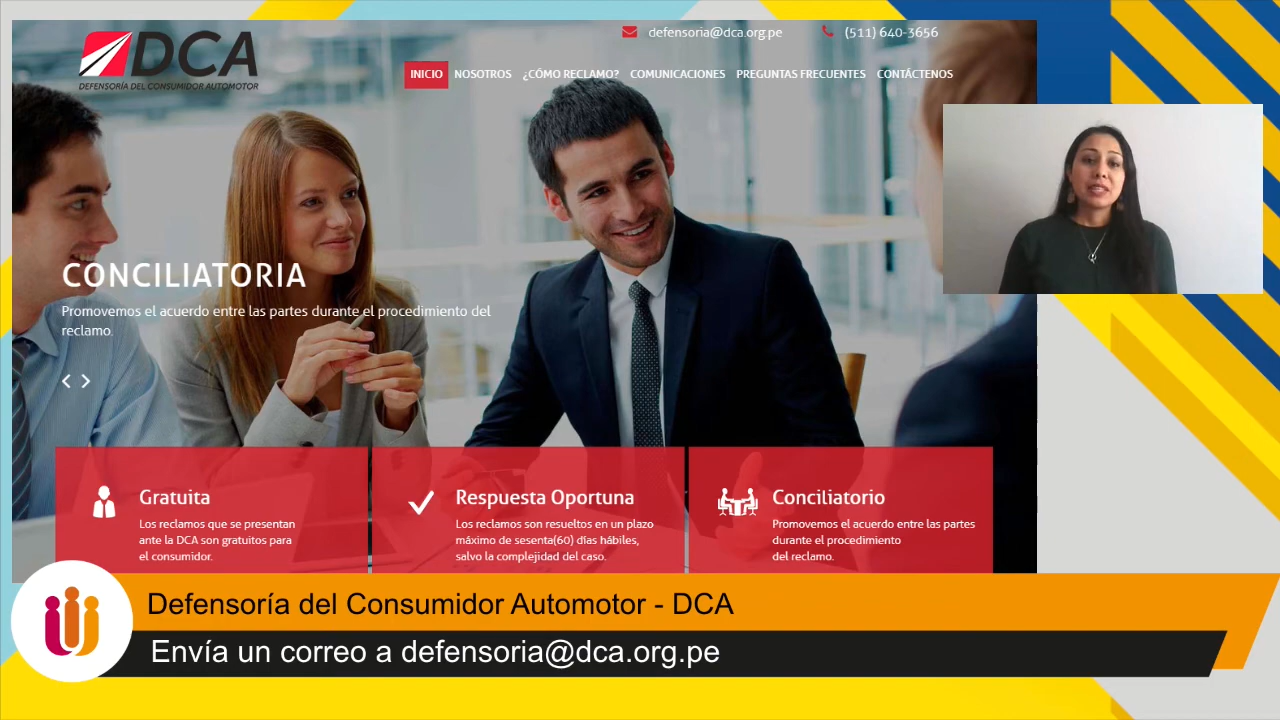 DCA
DEFENSORÍA DEL CONSUMIDOR AUTOMOTOR
defensoria@dca.org.pe
(511) 640-3656
INICIO NOSOTROS ¿CÓMO RECLAMO? COMUNICACIONES PREGUNTAS FRECUENTES CONTÁCTENOS
CONCILIATORIA
Promovemos el acuerdo entre las partes durante el procedimiento del
reclamo.
Gratuita
Los reclamos que se presentan
ante la DCA son gratuitos para
el consumidor.
Respuesta Oportuna
Los reclamos son resueltos en un plazo
máximo de sesenta(60) días hábiles,
salvo la complejidad del caso.
Conciliatorio
Promovemos el acuerdo entre las partes
durante el procedimiento
del reclamo.
Defensoría del Consumidor Automotor - DCA
Envía un correo a defensoria@dca.org.pe